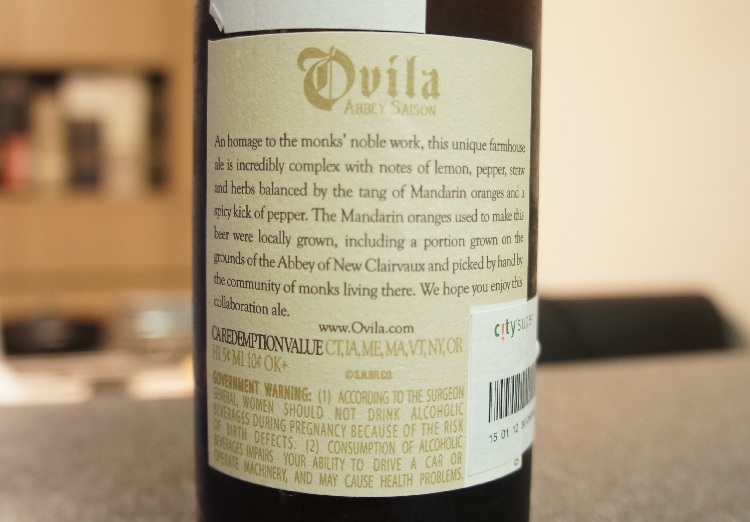 Ovila
ABBEY SAISON
An homage to the monks' noble work, this unique farmhouse
ale is incredibly complex with notes of lemon, pepper, straw
and herbs balanced by the tang of Mandarin oranges and a
spicy kick of pepper. The Mandarin oranges used to make this
beer were locally grown, including a portion grown on the
grounds of the Abbey of New Clairvaux and picked by hand by
the community of monks living there. We hope you enjoy this
collaboration ale.
www.Ovila.com
CA REDEMPTION VALUE CT, IA, ME, MA, VT, NY, OR
HI 5¢ MI 10¢ OK+
©S.N.BR.CO.
GOVERNMENT WARNING: (1) ACCORDING TO THE SURGEON
GENERAL, WOMEN SHOULD NOT DRINK ALCOHOLIC
BEVERAGES DURING PREGNANCY BECAUSE OF THE RISK
OF BIRTH DEFECTS. (2) CONSUMPTION OF ALCOHOLIC
BEVERAGES IMPAIRS YOUR ABILITY TO DRIVE A CAR OR
OPERATE MACHINERY, AND MAY CAUSE HEALTH PROBLEMS.
city'super
15 01 12